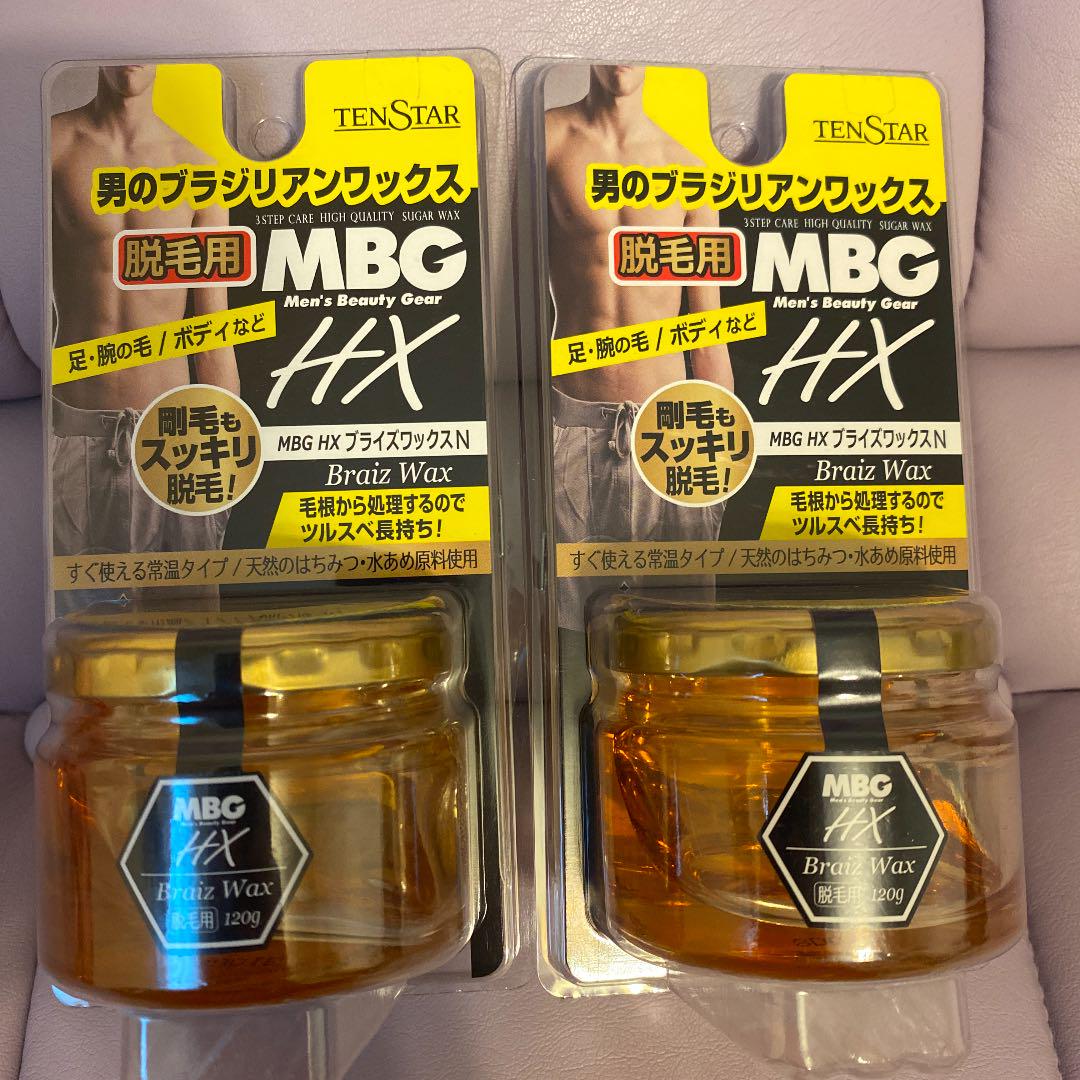 TENSTAR
男のブラジリアンワックス
3STEP CARE HIGH QUALITY SUGAR WAX
脱毛用
MBG
Men's Beauty Gear
足・腕の毛/ボディなど
HX
剛毛も
スッキリ
脱毛!
MBG HX ブライズワックスN
Braiz Wax
毛根から処理するので
ツルスベ長持ち!
すぐ使える常温タイプ/天然のはちみつ・水あめ原料使用
MBG
Men's Beauty Gear
HX
Braiz Wax
脱毛用 120g
TENSTAR
男のブラジリアンワックス
3STEP CARE HIGH QUALITY SUGAR WAX
脱毛用
MBG
Men's Beauty Gear
足・腕の毛/ボディなど
HX
剛毛も
スッキリ
脱毛!
MBG HX ブライズワックスN
Braiz Wax
毛根から処理するので
ツルスベ長持ち!
すぐ使える常温タイプ/天然のはちみつ・水あめ原料使用
MBG
Men's Beauty Gear
HX
Braiz Wax
脱毛用 120g